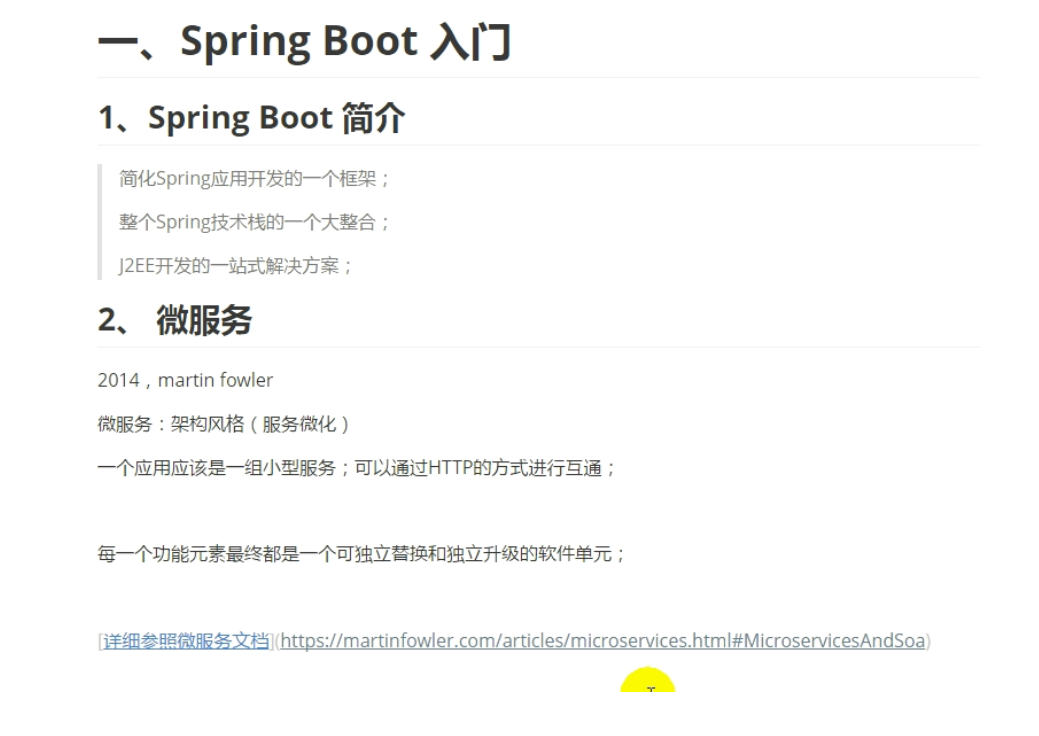 一、Spring Boot 入门
1、Spring Boot 简介
简化Spring应用开发的一个框架；
整个Spring技术栈的一个大整合；
J2EE开发的一站式解决方案；
2、 微服务
2014，martin fowler
微服务：架构风格（服务微化）
一个应用应该是一组小型服务；可以通过HTTP的方式进行互通；
每一个功能元素最终都是一个可独立替换和独立升级的软件单元；
[详细参照微服务文档](https://martinfowler.com/articles/microservices.html#MicroservicesAndSoa)